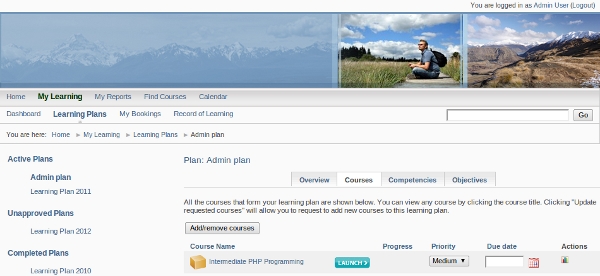 You are logged in as Admin User (Logout)
Home My Learning My Reports Find Courses Calendar
Dashboard Learning Plans My Bookings Record of Learning Go
You are here: Home ► My Learning ► Learning Plans ► Admin plan
Active Plans
Admin plan
Learning Plan 2011
Unapproved Plans
Learning Plan 2012
Completed Plans
Learning Plan 2010
Plan: Admin plan
Overview Courses Competencies Objectives
All the courses that form your learning plan are shown below. You can view any course by clicking the course title. Clicking "Update
requested courses" will allow you to request to add new courses to this learning plan.
Add/remove courses
Course Name Progress Priority Due date Actions
Intermediate PHP Programming LAUNCH Medium